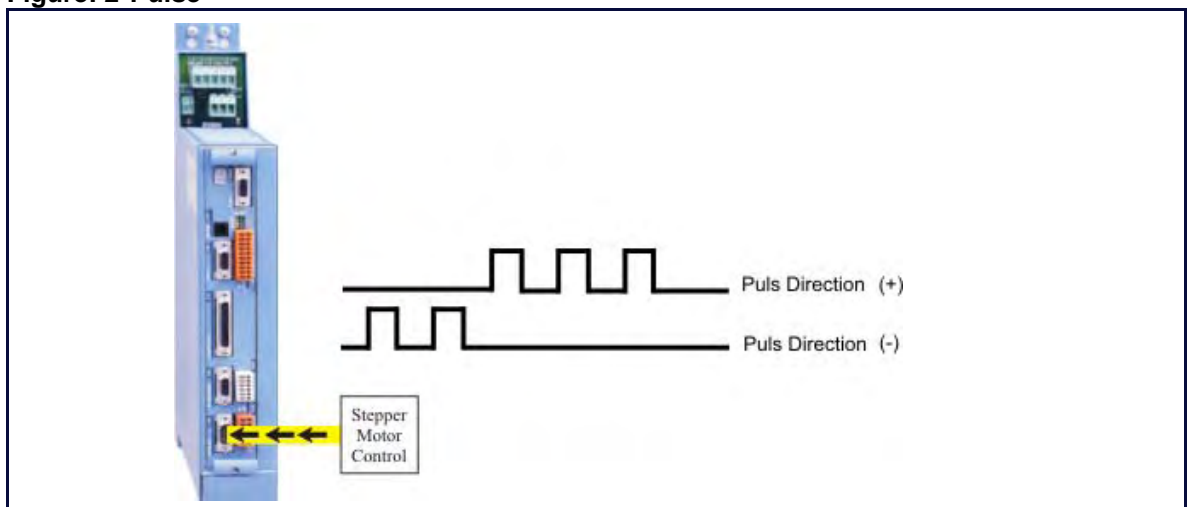 Figure: 2 Pulse
Puls Direction (+)
Puls Direction (-)
Stepper
Motor
Control